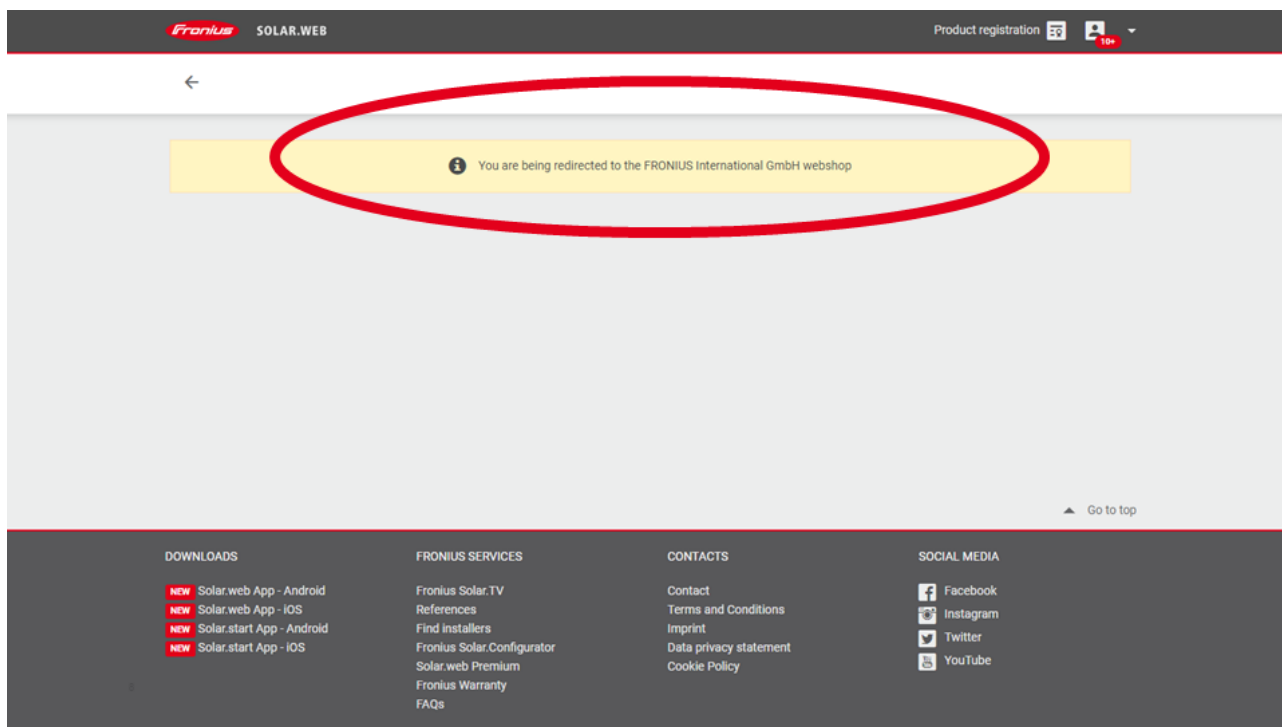 Fronius SOLAR.WEB
Product registration
10+
You are being redirected to the FRONIUS International GmbH webshop
Go to top
DOWNLOADS
NEW Solar.web App - Android
NEW Solar.web App - iOS
NEW Solar.start App - Android
NEW Solar.start App - iOS
FRONIUS SERVICES
Fronius Solar.TV
References
Find installers
Fronius Solar.Configurator
Solar.web Premium
Fronius Warranty
FAQs
CONTACTS
Contact
Terms and Conditions
Imprint
Data privacy statement
Cookie Policy
SOCIAL MEDIA
Facebook
Instagram
Twitter
YouTube